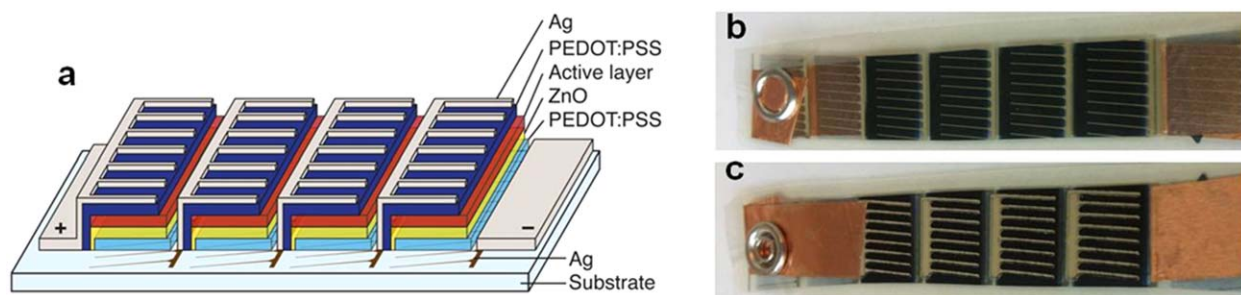 a
Ag
PEDOT:PSS
Active layer
ZnO
PEDOT:PSS
+
−
Ag
Substrate
b
c